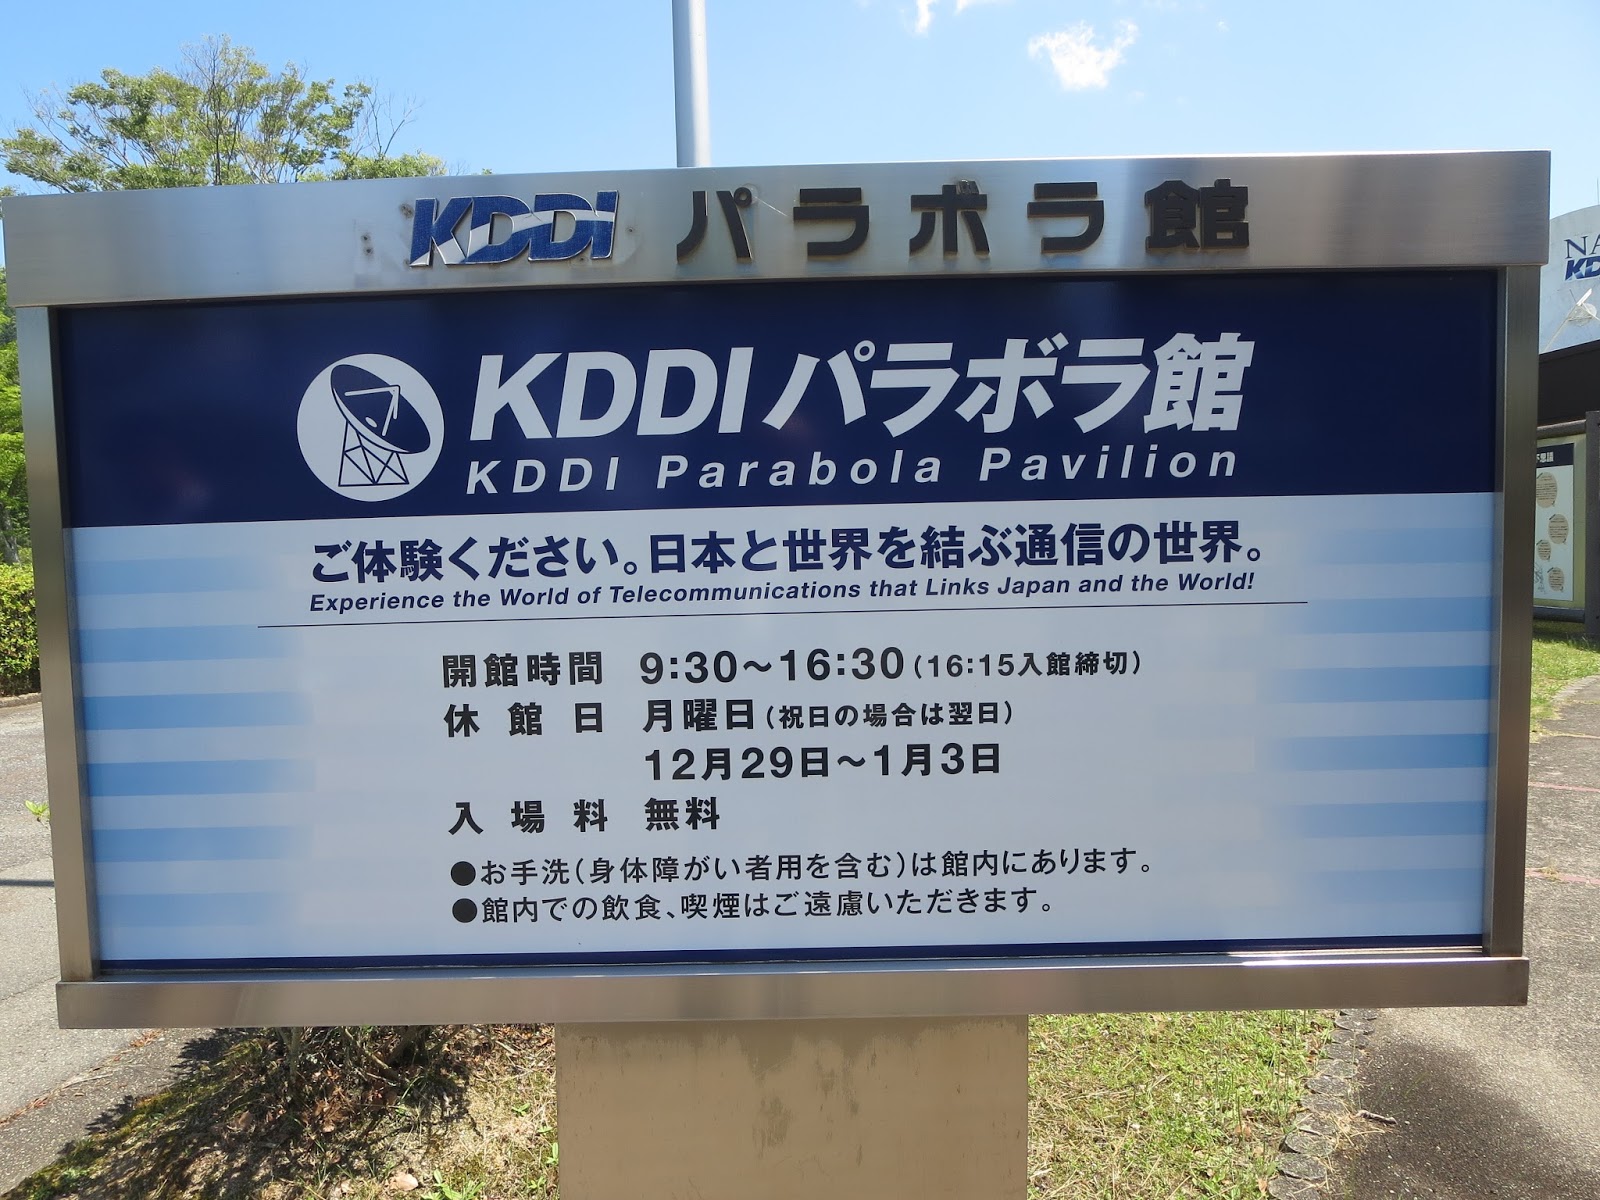 KDDI パラボラ館
KDDIパラボラ館
KDDI Parabola Pavilion
ご体験ください。日本と世界を結ぶ通信の世界。
Experience the World of Telecommunications that Links Japan and the World!
開館時間 9:30～16:30(16:15入館締切)
休館日 月曜日(祝日の場合は翌日)
12月29日～1月3日
入場料 無料
●お手洗(身体障がい者用を含む)は館内にあります。
●館内での飲食、喫煙はご遠慮いただきます。